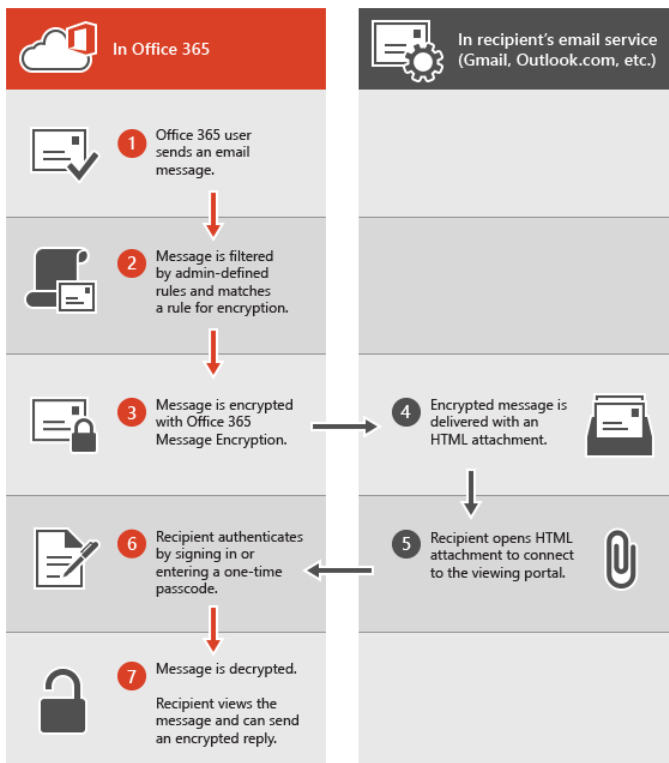 In Office 365
In recipient's email service
(Gmail, Outlook.com, etc.)
1
Office 365 user
sends an email
message.
2
Message is filtered
by admin-defined
rules and matches
a rule for encryption.
3
Message is encrypted
with Office 365
Message Encryption.
4
Encrypted message is
delivered with an
HTML attachment.
5
Recipient opens HTML
attachment to connect
to the viewing portal.
6
Recipient authenticates
by signing in or
entering a one-time
passcode.
7
Message is decrypted.
Recipient views the
message and can send
an encrypted reply.